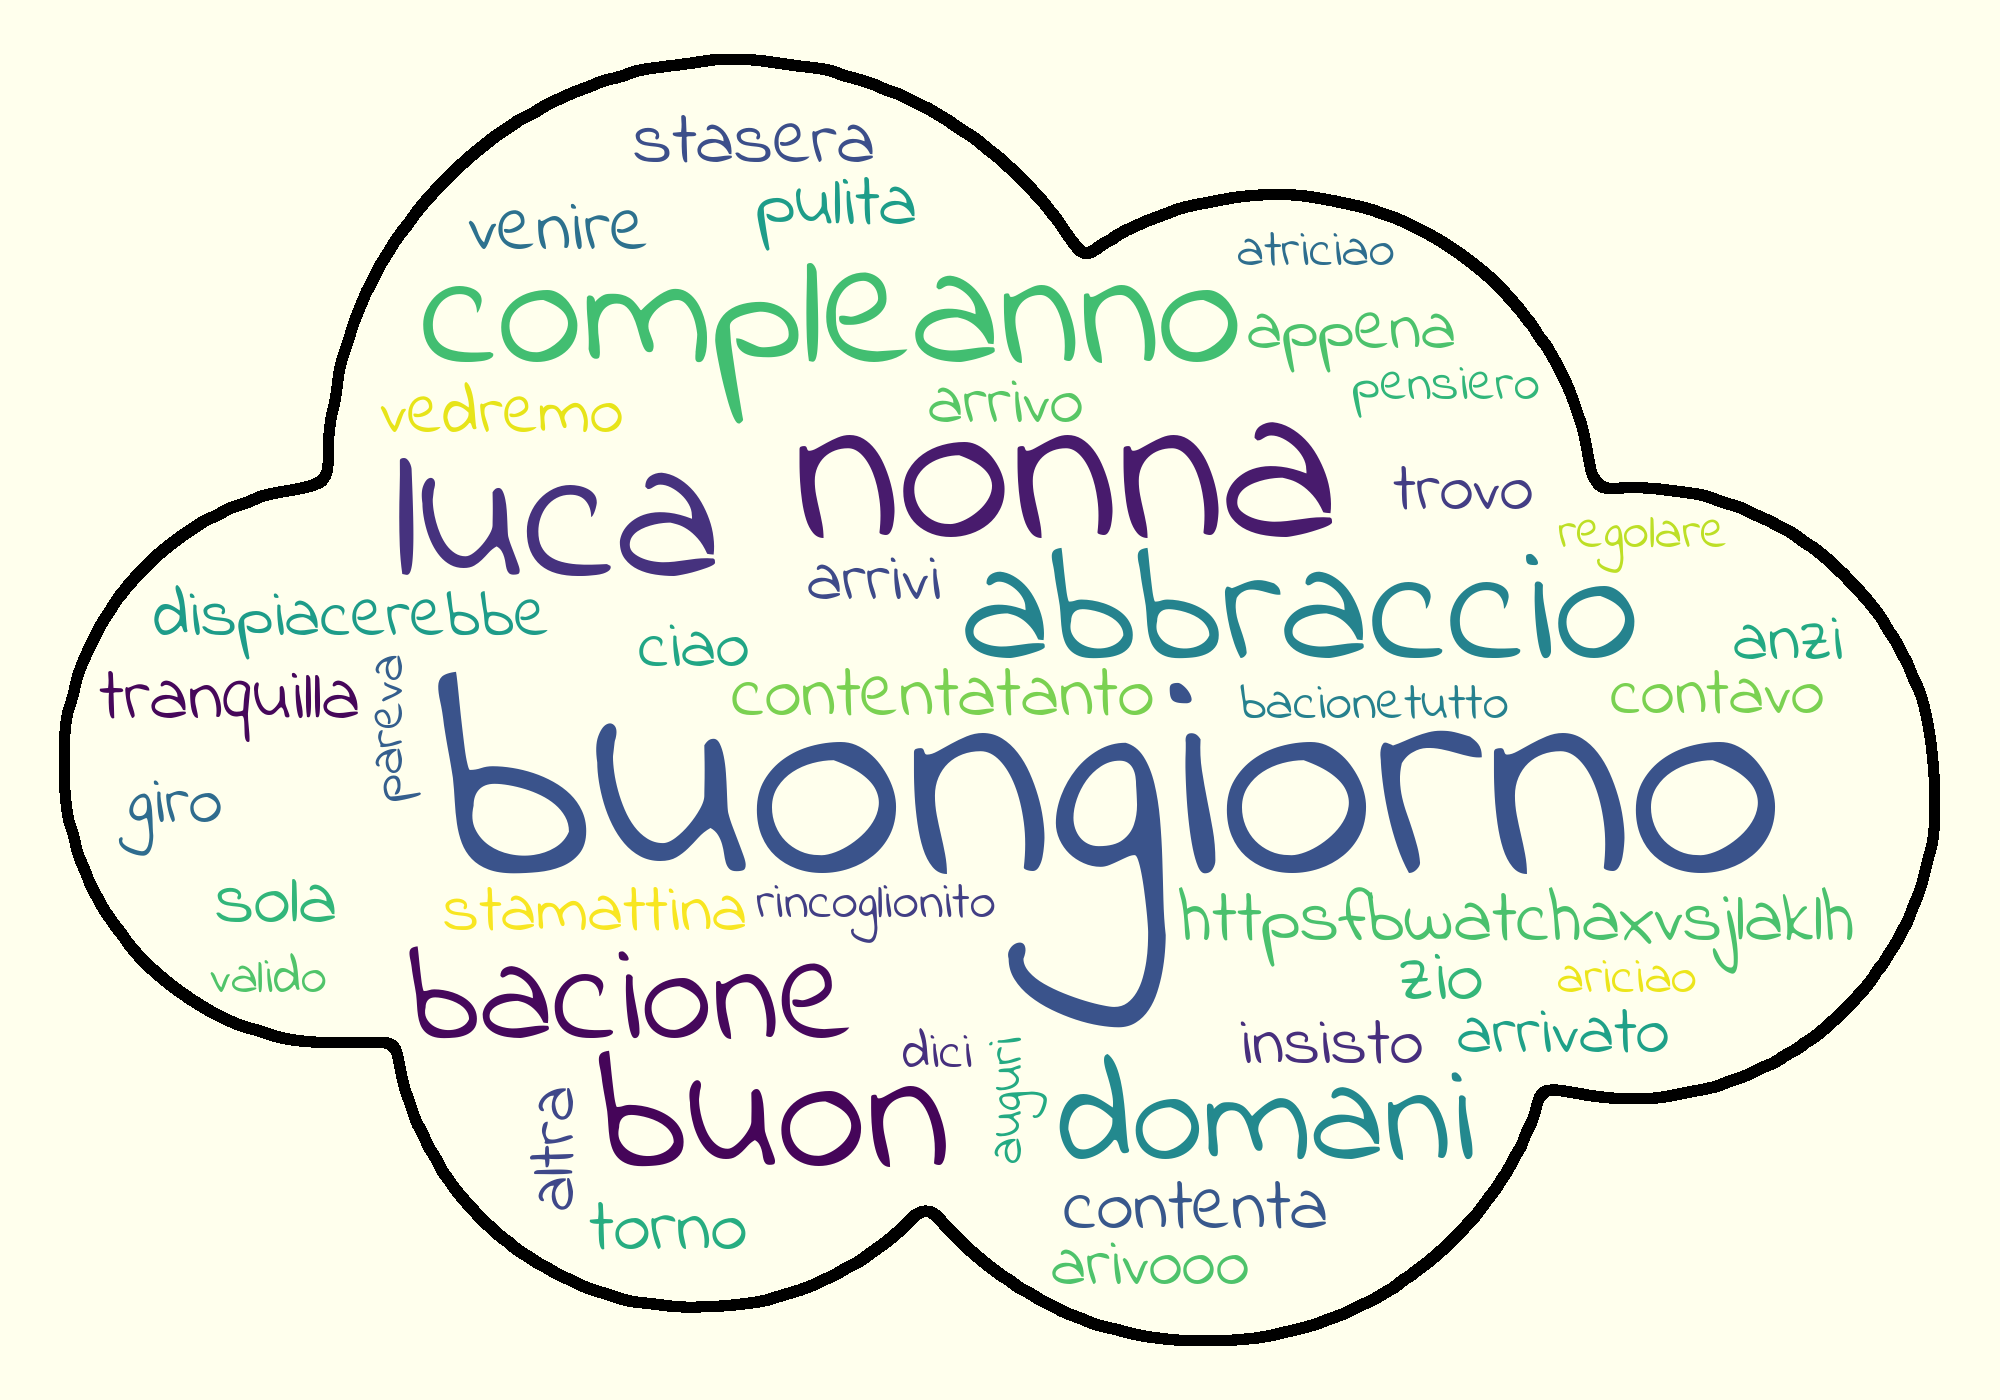 stasera
venire
pulita
atriciao
compleanno
appena
pensiero
vedremo
arrivo
luca
nonna
trovo
regolare
arrivi
abbraccio
dispiacerebbe
ciao
anzi
tranquilla
pareva
contentatanto
bacionetutto
contavo
buongiorno
giro
sola
stamattina
rincoglionito
httpsfbwatchaxvsjlaklh
valido
bacione
zio
ariciao
dici
auguri
insisto
arrivato
altra
buon
domani
torno
contenta
arivooo